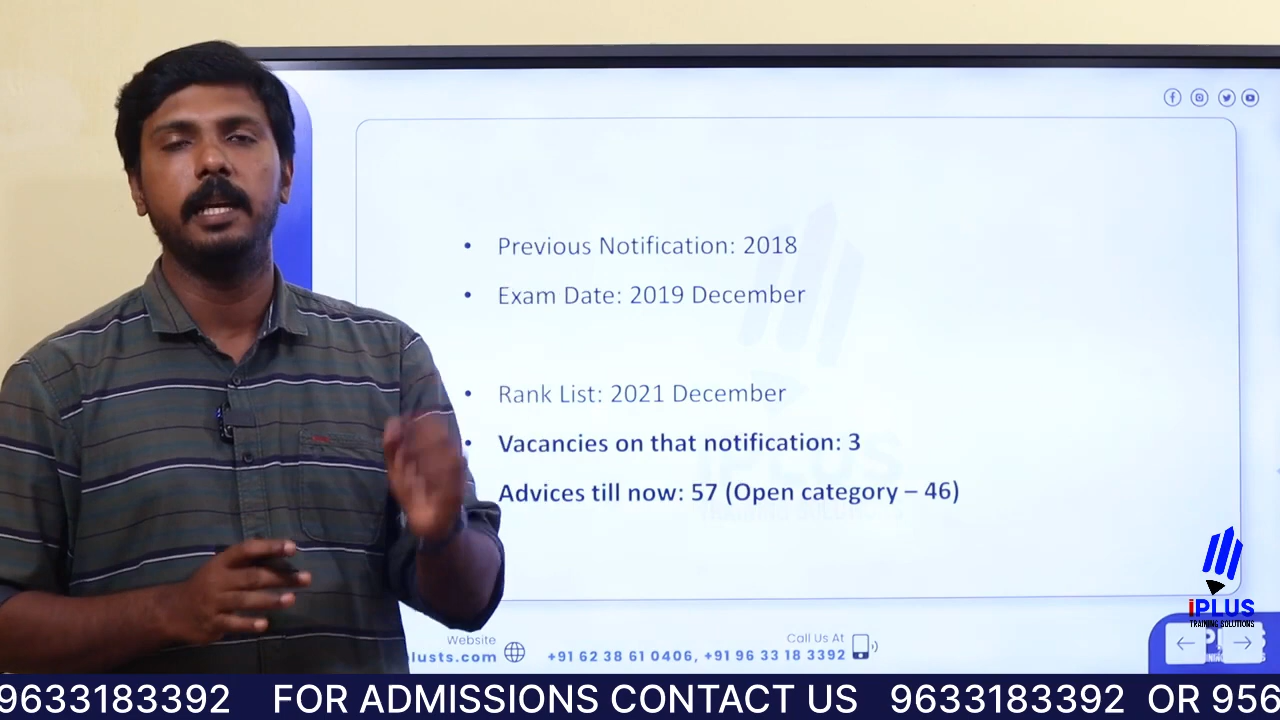 • Previous Notification: 2018
• Exam Date: 2019 December
• Rank List: 2021 December
• Vacancies on that notification: 3
Advices till now: 57 (Open category – 46)
iPLUS
TRAINING SOLUTIONS
Website
lusts.com
Call Us At
+91 62 38 61 0406, +91 96 33 18 3392
9633183392 FOR ADMISSIONS CONTACT US 9633183392 OR 956